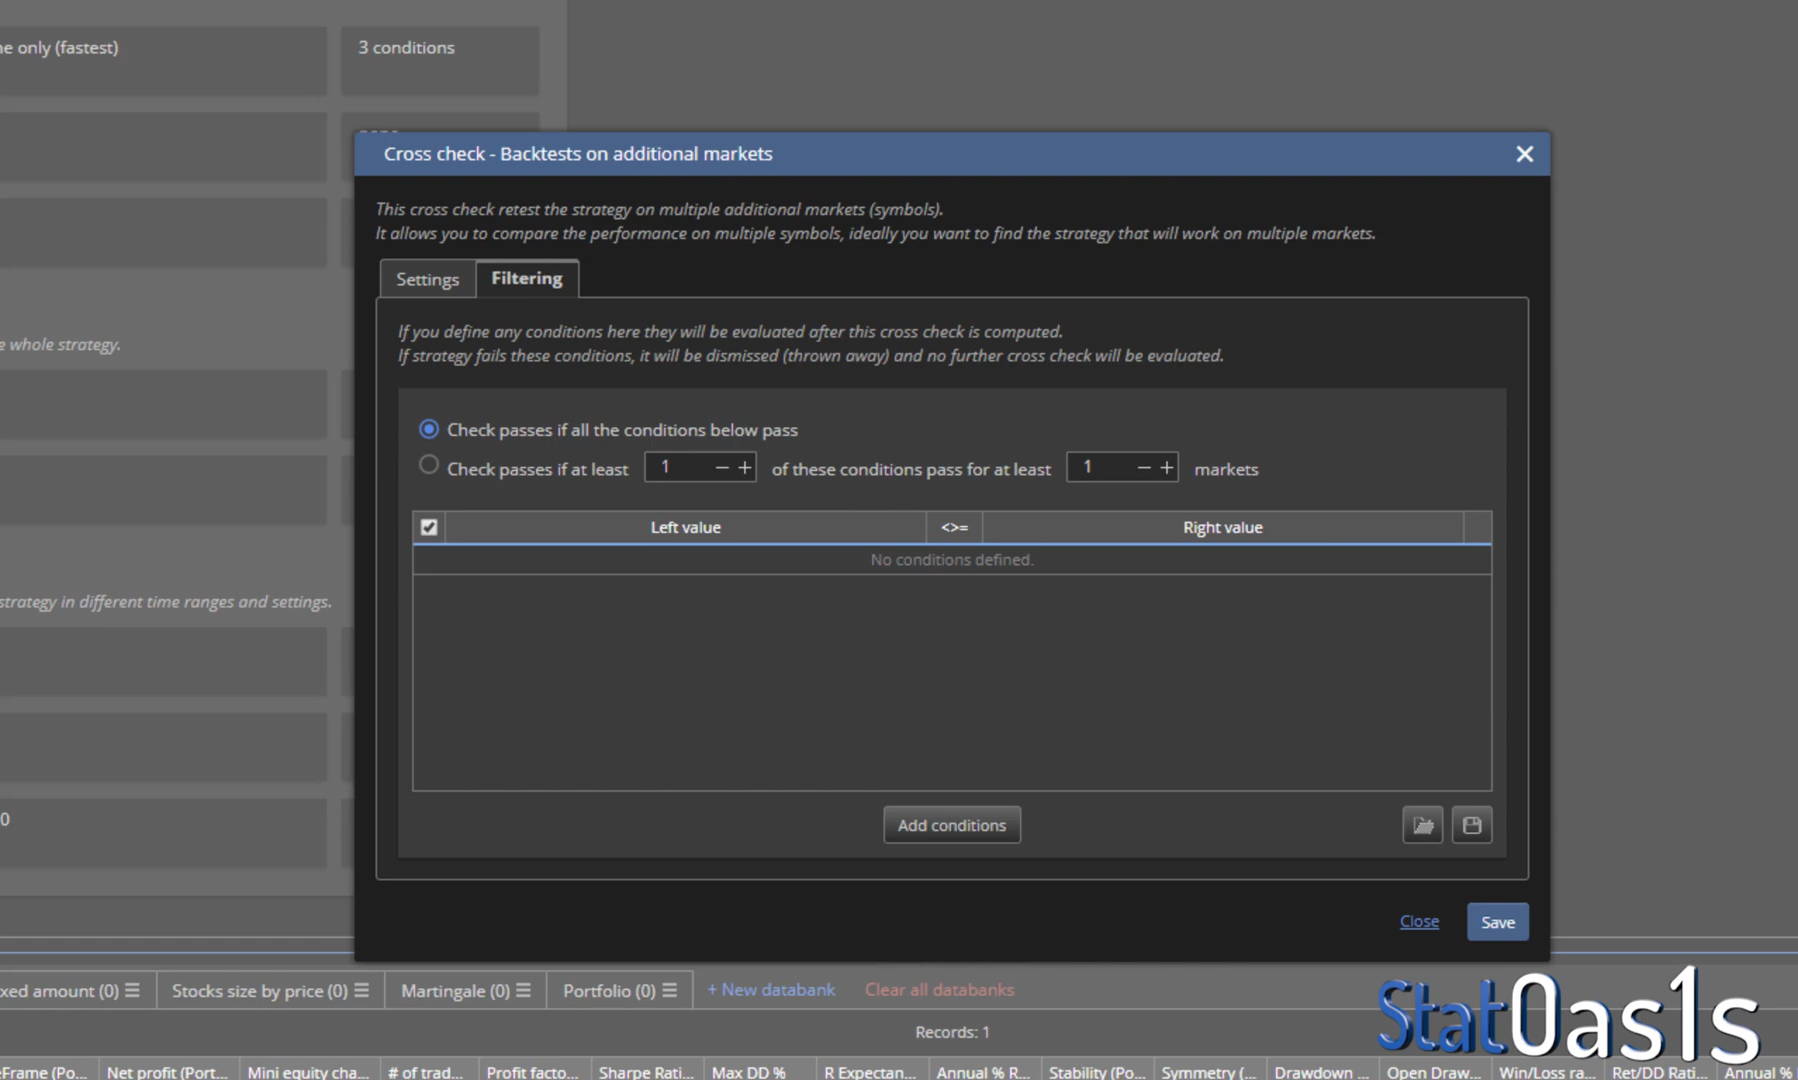 e only (fastest)
3 conditions
Cross check - Backtests on additional markets
This cross check retest the strategy on multiple additional markets (symbols).
It allows you to compare the performance on multiple symbols, ideally you want to find the strategy that will work on multiple markets.
Settings
Filtering
If you define any conditions here they will be evaluated after this cross check is computed.
If strategy fails these conditions, it will be dismissed (thrown away) and no further cross check will be evaluated.
e whole strategy.
Check passes if all the conditions below pass
Check passes if at least 1 of these conditions pass for at least 1 markets
Left value <>= Right value
No conditions defined.
strategy in different time ranges and settings.
0
Add conditions
Close Save
xed amount (0) Stocks size by price (0) Martingale (0) Portfolio (0) + New databank Clear all databanks
StatOas1s
Records: 1
Frame (Po... Net profit (Port... Mini equity cha... # of trad... Profit facto... Sharpe Rati... Max DD % R Expectan... Annual % R... Stability (Po... Symmetry (... Drawdown ... Open Draw... Win/Loss ra... Ret/DD Rati... Annual %